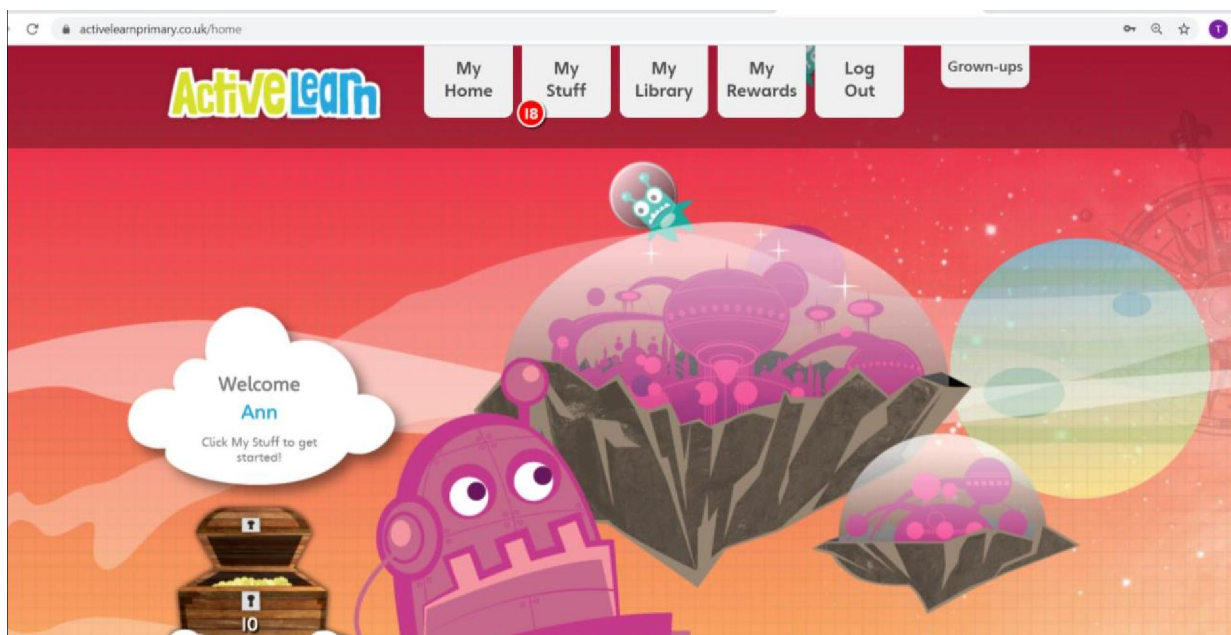 activelearnprimary.co.uk/home
T
ActiveLearn
My Home
My Stuff
18
My Library
My Rewards
Log Out
Grown-ups
Welcome
Ann
Click My Stuff to get
started!
10